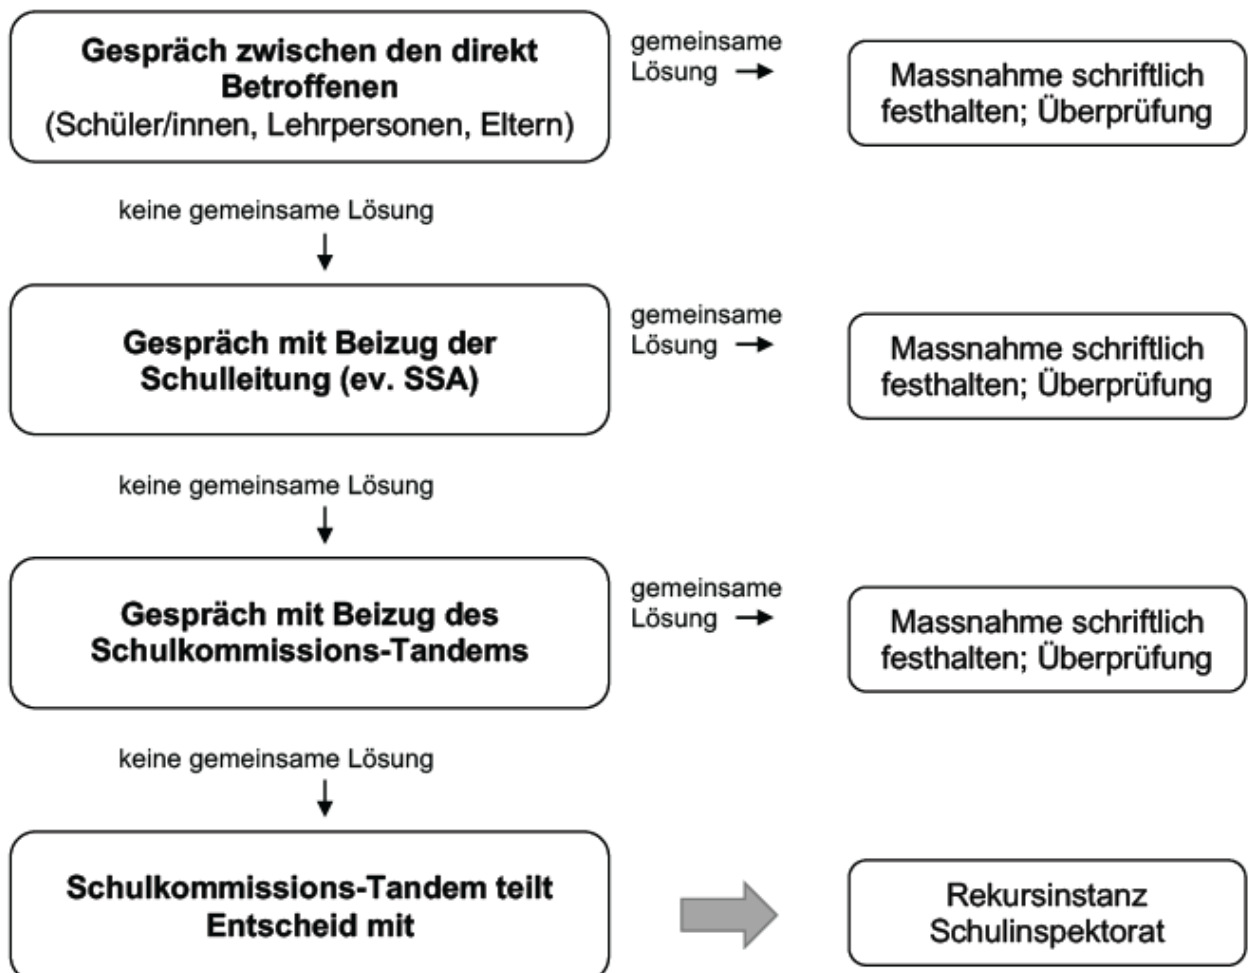 Gespräch zwischen den direkt
Betroffenen
(Schüler/innen, Lehrpersonen, Eltern)
gemeinsame
Lösung →
Massnahme schriftlich
festhalten; Überprüfung
keine gemeinsame Lösung
Gespräch mit Beizug der
Schulleitung (ev. SSA)
gemeinsame
Lösung →
Massnahme schriftlich
festhalten; Überprüfung
keine gemeinsame Lösung
Gespräch mit Beizug des
Schulkommissions-Tandems
gemeinsame
Lösung →
Massnahme schriftlich
festhalten; Überprüfung
keine gemeinsame Lösung
Schulkommissions-Tandem teilt
Entscheid mit
Rekursinstanz
Schulinspektorat